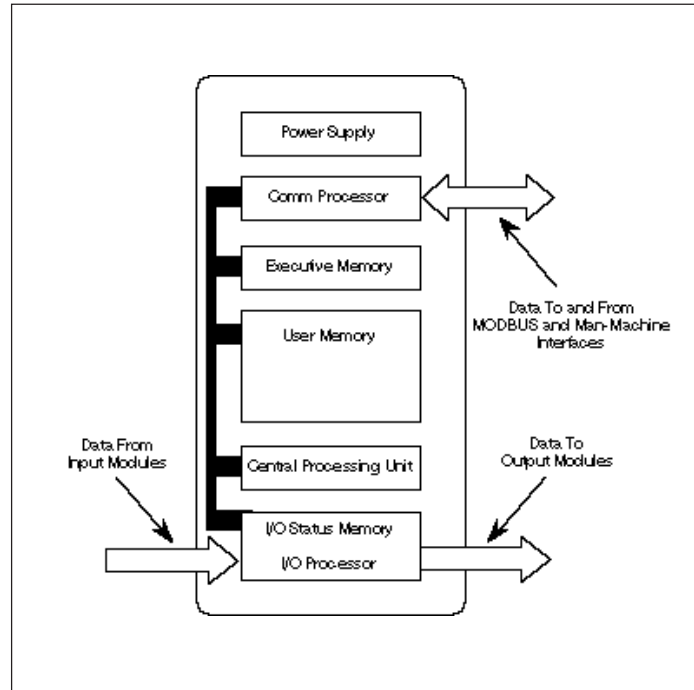 Power Supply
Comm Processor
Executive Memory
Data To and From
MODBUS and Man-Machine
Interfaces
User Memory
Data From
Input Modules
Central Processing Unit
Data To
Output Modules
I/O Status Memory
I/O Processor